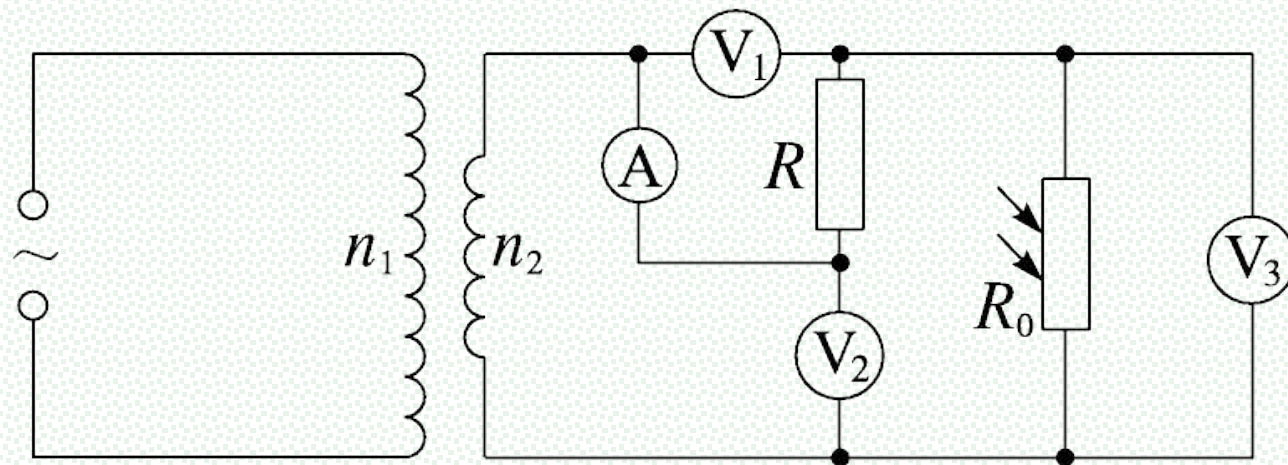 V₁
A
R
~
n₁
n₂
V₃
R₀
V₂